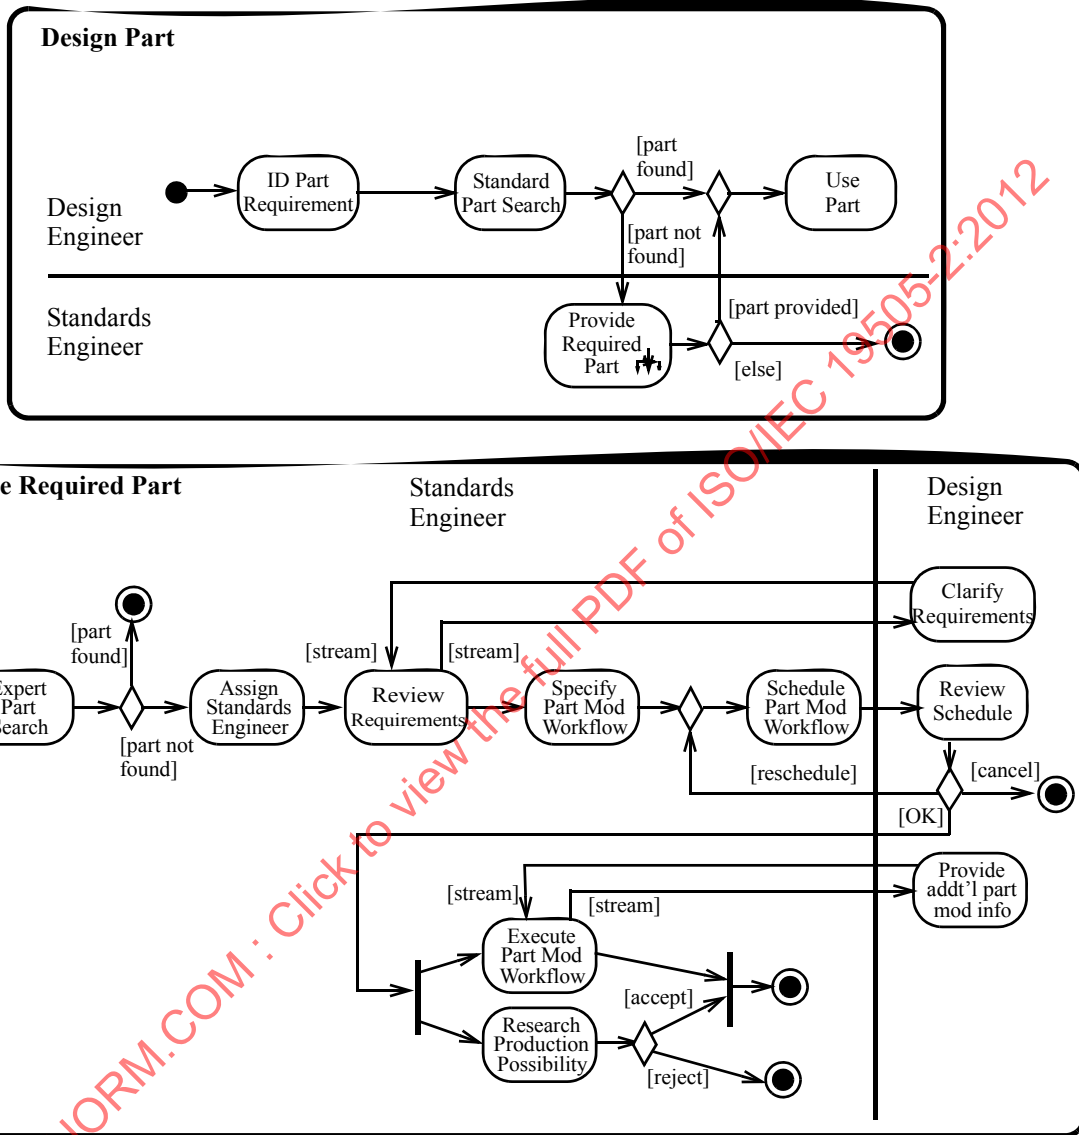 Design Part
[part
found]
ID Part
Requirement
Standard
Part Search
Use
Part
Design
Engineer
[part not
found]
Standards
Engineer
Provide
Required
Part
[part provided]
[else]
e Required Part
Standards
Engineer
Design
Engineer
Clarify
Requirements
[part
found]
[stream]
[stream]
Expert
Part
Search
Assign
Standards
Engineer
Review
Requirements
Specify
Part Mod
Workflow
Schedule
Part Mod
Workflow
Review
Schedule
[part not
found]
[reschedule]
[cancel]
[OK]
Provide
addt’l part
mod info
[stream]
[stream]
Execute
Part Mod
Workflow
[accept]
Research
Production
Possibility
[reject]
NORM.COM : Click to view the full PDF of ISO/IEC 19505-2:2012